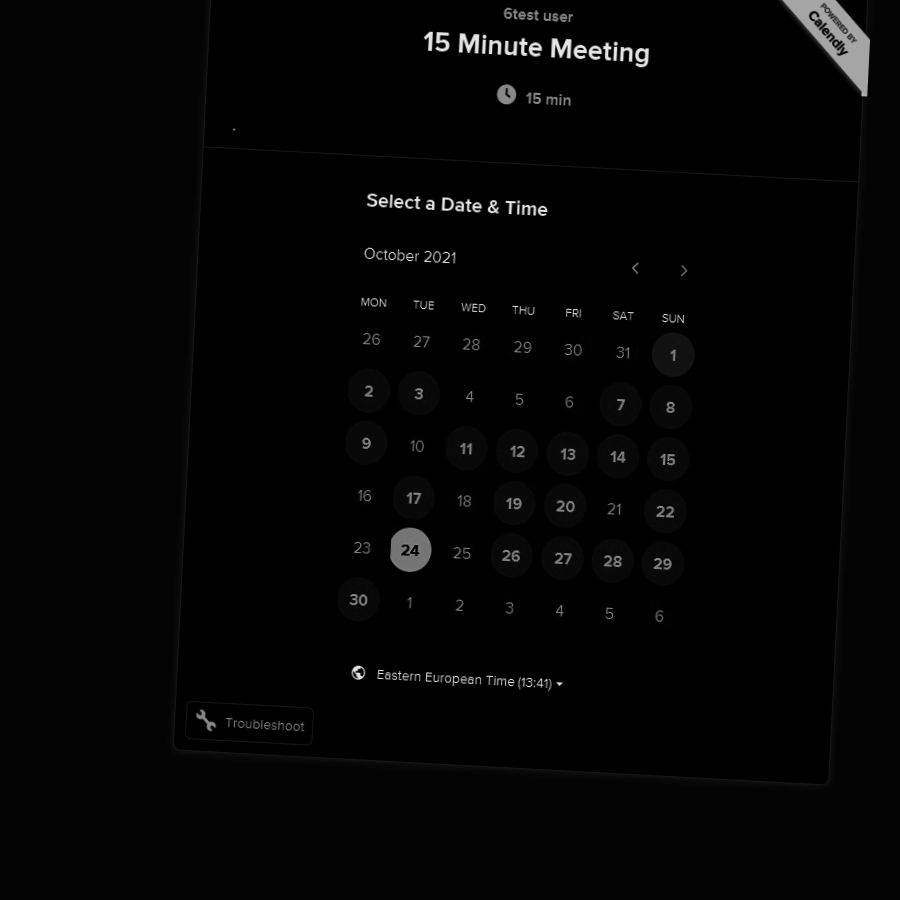 6test user
POWERED BY
Calendly
15 Minute Meeting
15 min
Select a Date & Time
October 2021
MON TUE WED THU FRI SAT SUN
26 27 28 29 30 31 1
2 3 4 5 6 7 8
9 10 11 12 13 14 15
16 17 18 19 20 21 22
23 24 25 26 27 28 29
30 1 2 3 4 5 6
Eastern European Time (13:41)
Troubleshoot